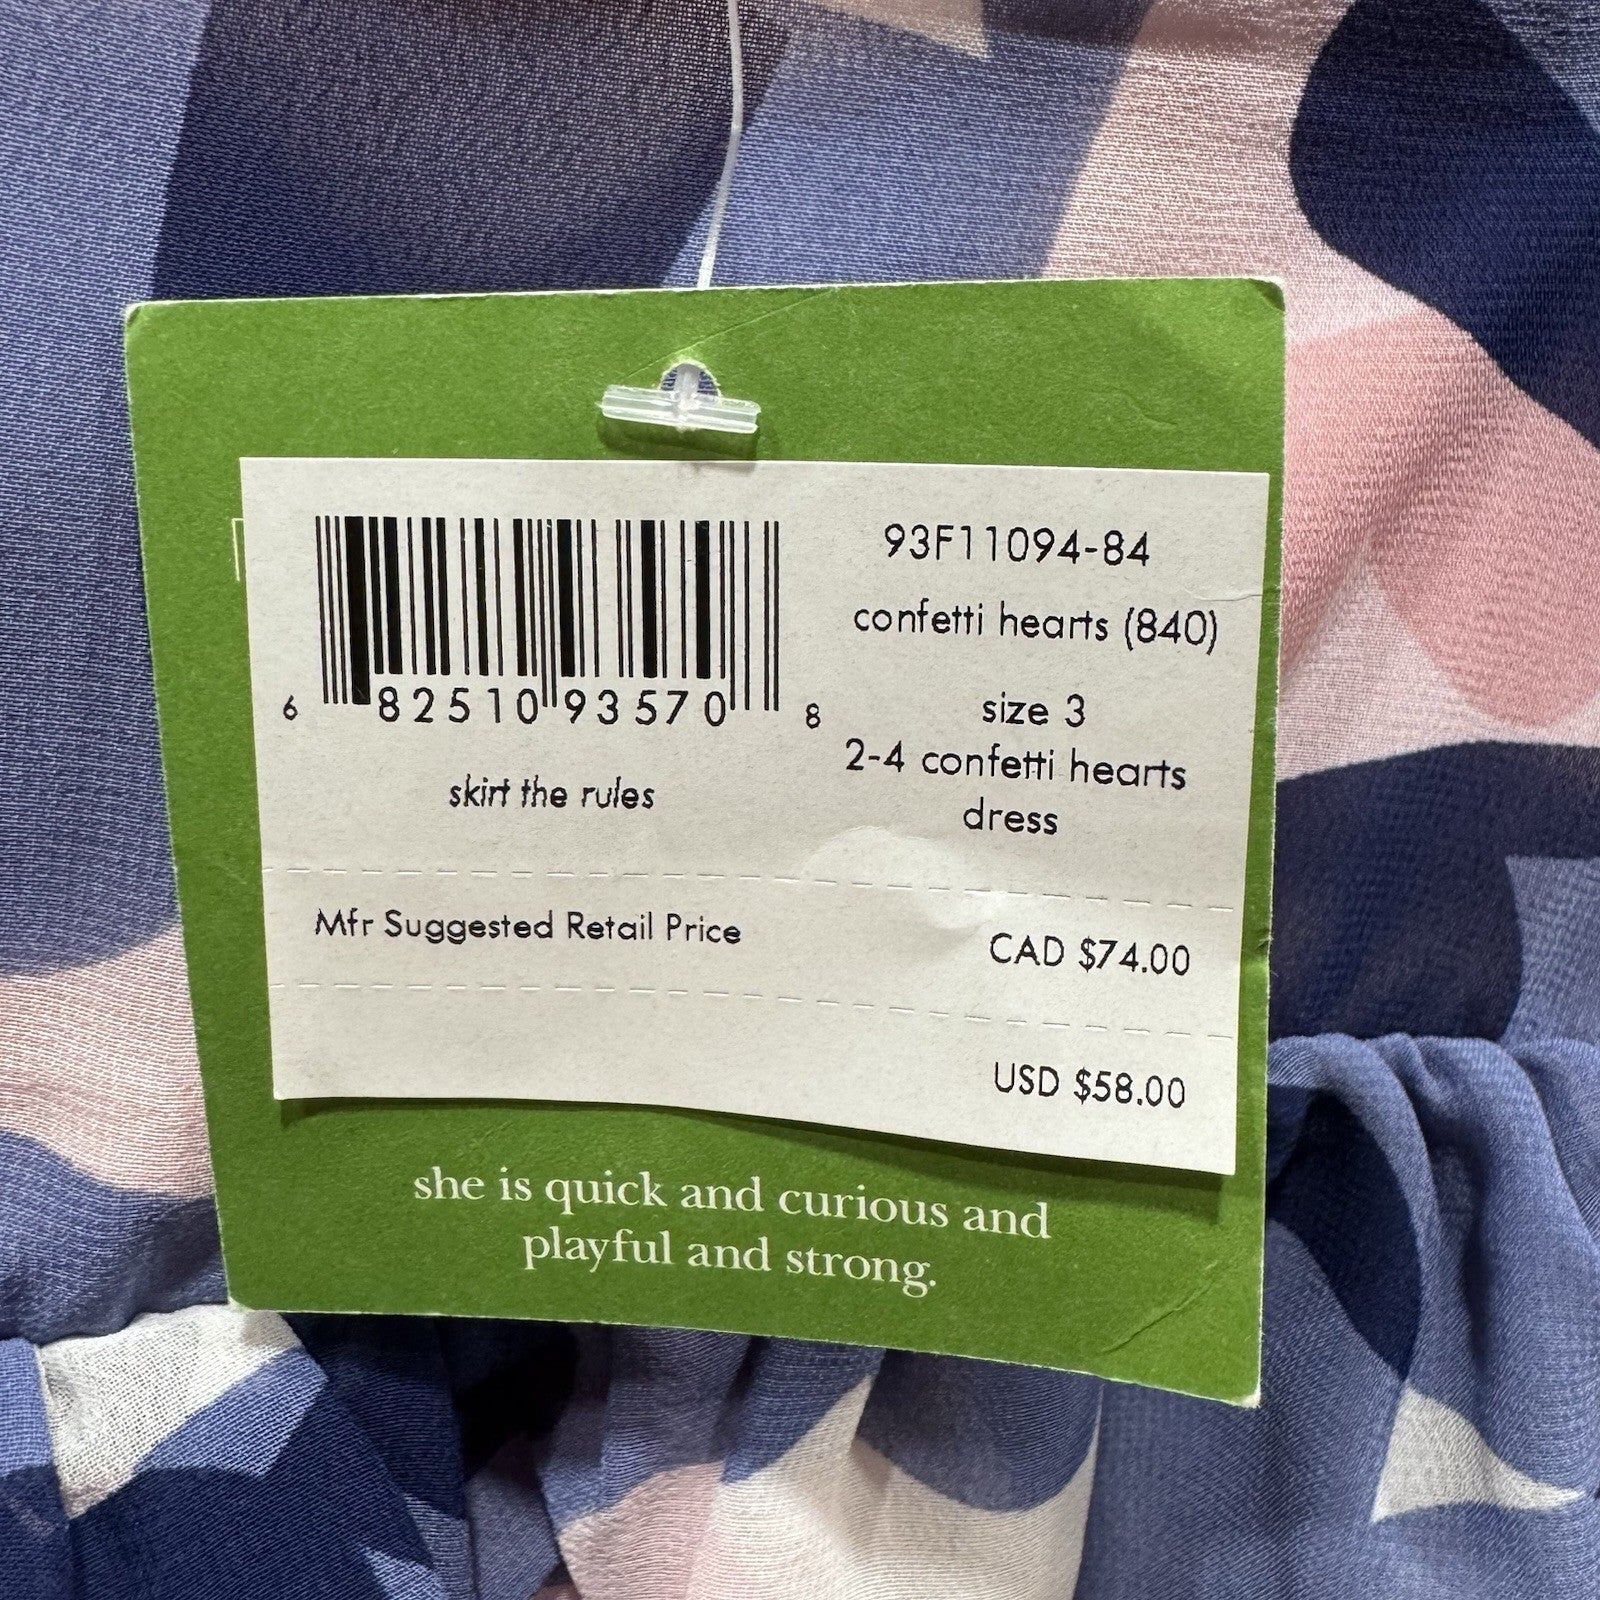 93F11094-84
confetti hearts (840)
6 82510 93570 8
size 3
2-4 confetti hearts
dress
skirt the rules
Mfr Suggested Retail Price
CAD $74.00
USD $58.00
she is quick and curious and
playful and strong.